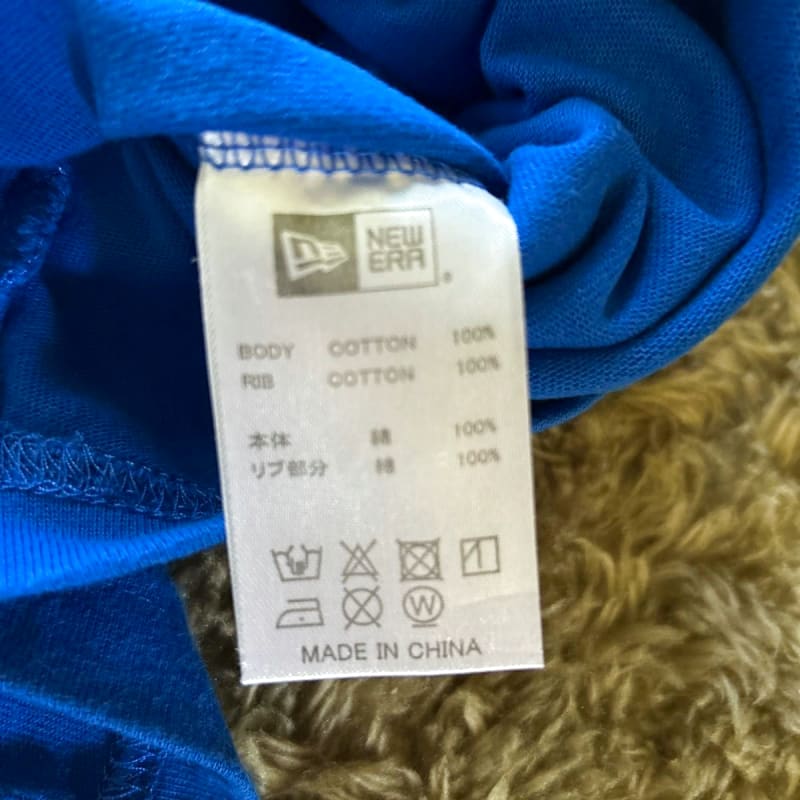 NEW
ERA
BODY COTTON 100%
RIB COTTON 100%
本体 綿 100%
リブ部分 綿 100%
W
MADE IN CHINA